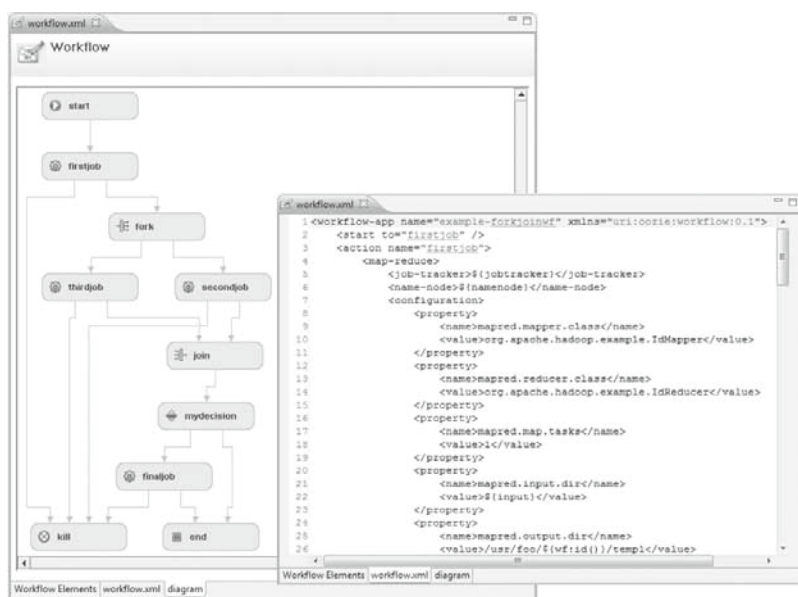 workflow.xml
Workflow
start
firstjob
fork
thirdjob
secondjob
join
mydecision
finaljob
kill
end
Workflow Elements
workflow.xml
diagram
workflow.xml
1 <workflow-app name="example-forkjoinwf" xmlns="uri:oozie:workflow:0.1">
2 <start to="firstjob" />
3 <action name="firstjob">
4 <map-reduce>
5 <job-tracker>${jobtracker}</job-tracker>
6 <name-node>${namenode}</name-node>
7 <configuration>
8 <property>
9 <name>mapred.mapper.class</name>
10 <value>org.apache.hadoop.example.IdMapper</value>
11 </property>
12 <property>
13 <name>mapred.reducer.class</name>
14 <value>org.apache.hadoop.example.IdReducer</value>
15 </property>
16 <property>
17 <name>mapred.map.tasks</name>
18 <value>1</value>
19 </property>
20 <property>
21 <name>mapred.input.dir</name>
22 <value>${input}</value>
23 </property>
24 <property>
25 <name>mapred.output.dir</name>
26 <value>/usr/foo/${wf:id()}/temp1</value>
Workflow Elements
workflow.xml
diagram